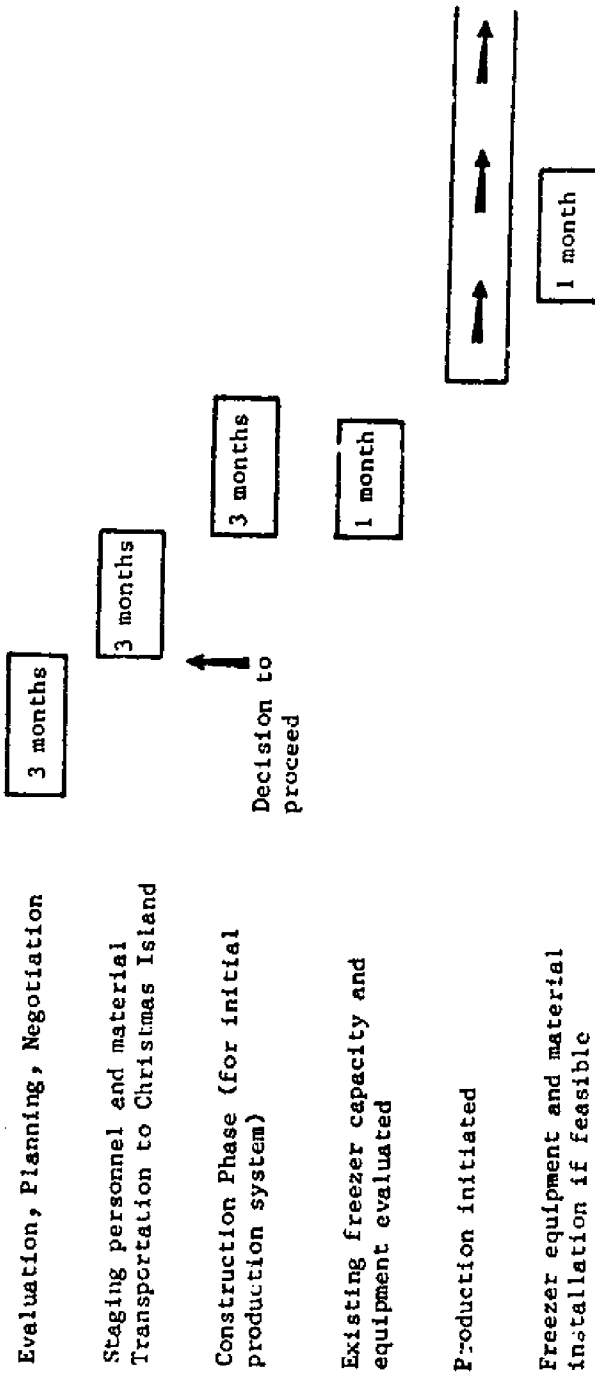 Evaluation, Planning, Negotiation
3 months
Staging personnel and material
Transportation to Christmas Island
3 months
Decision to
proceed
Construction Phase (for initial
production system)
3 months
Existing freezer capacity and
equipment evaluated
1 month
Production initiated
Freezer equipment and material
installation if feasible
1 month